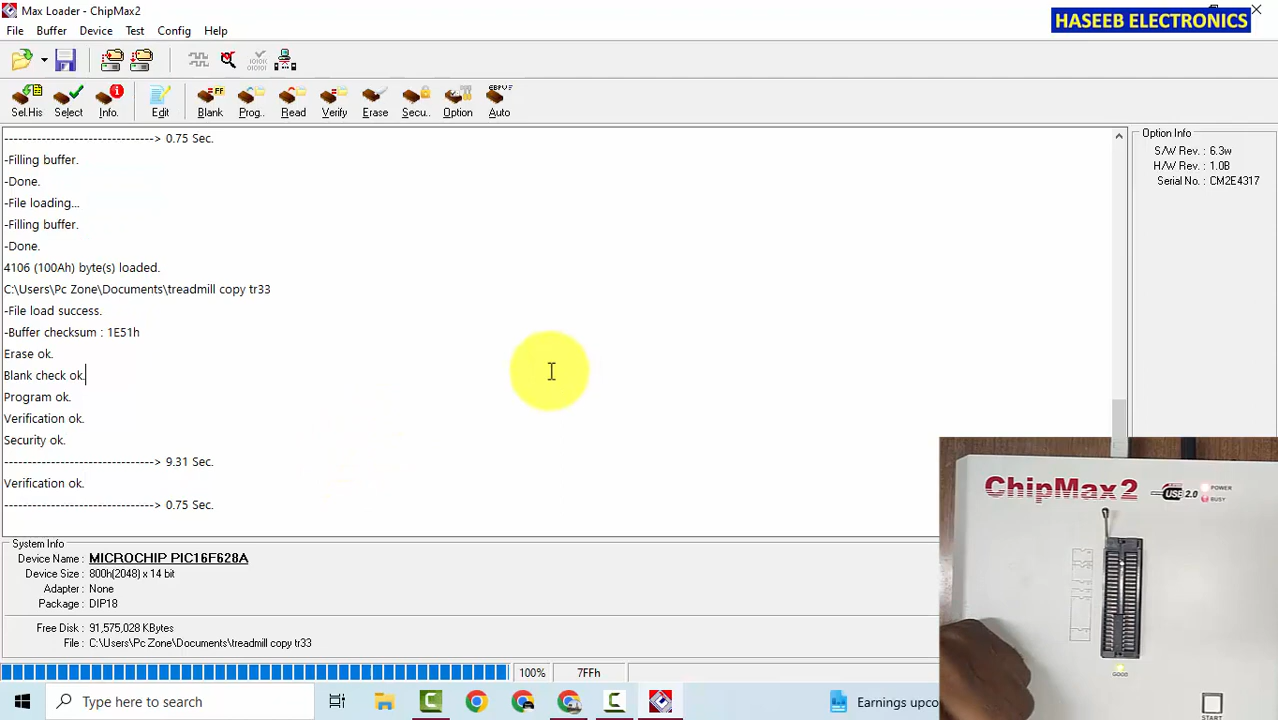 Max Loader - ChipMax2
HASEEB ELECTRONICS
File Buffer Device Test Config Help
Sel.His Select Info. Edit Blank Prog.. Read Verify Erase Secu.. Option Auto
--------------------------------> 0.75 Sec.
-Filling buffer.
-Done.
-File loading...
-Filling buffer.
-Done.
4106 (100Ah) byte(s) loaded.
C:\Users\Pc Zone\Documents\treadmill copy tr33
-File load success.
-Buffer checksum : 1E51h
Erase ok.
Blank check ok.
Program ok.
Verification ok.
Security ok.
--------------------------------> 9.31 Sec.
Verification ok.
--------------------------------> 0.75 Sec.
Option Info
S/W Rev. : 6.3w
H/W Rev. : 1.0B
Serial No. : CM2E4317
System Info
Device Name : MICROCHIP PIC16F628A
Device Size : 800h(2048) x 14 bit
Adapter : None
Package : DIP18
Free Disk : 91,575,028 KBytes
File : C:\Users\Pc Zone\Documents\treadmill copy tr33
100% 7FFh
ChipMax2 USB 2.0
POWER
BUSY
GOOD
START
Type here to search
Earnings upco